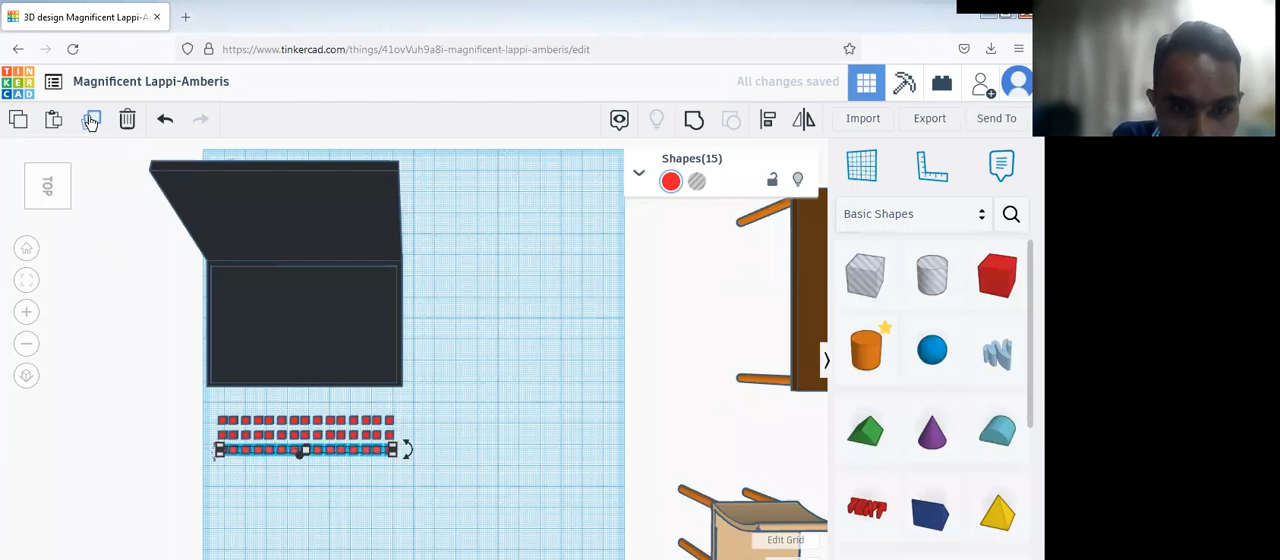 3D design Magnificent Lappi-A
https://www.tinkercad.com/things/41ovVuh9a8i-magnificent-lappi-amberis/edit
TIN
KER
CAD
Magnificent Lappi-Amberis
All changes saved
Import
Export
Send To
TOP
Shapes(15)
Basic Shapes
TEXT
Edit Grid